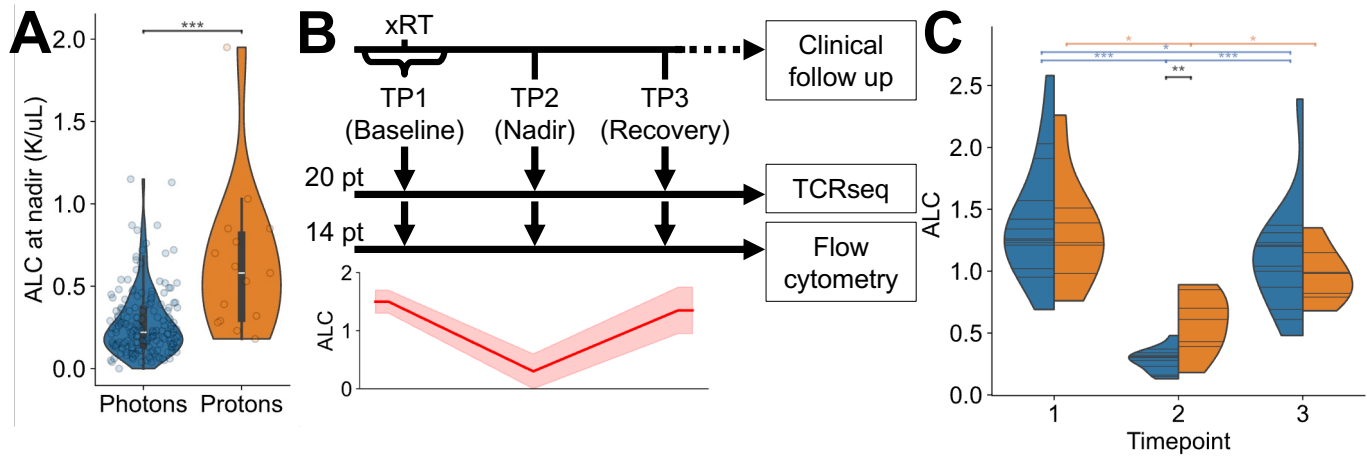 A
ALC at nadir (K/uL)
2.0
1.5
1.0
0.5
0.0
***
Photons
Protons
B
xRT
TP1
(Baseline)
TP2
(Nadir)
TP3
(Recovery)
Clinical
follow up
20 pt
TCRseq
14 pt
Flow
cytometry
ALC
2
1
0
C
ALC
2.5
2.0
1.5
1.0
0.5
0.0
*
*
*
***
***
**
1
2
3
Timepoint